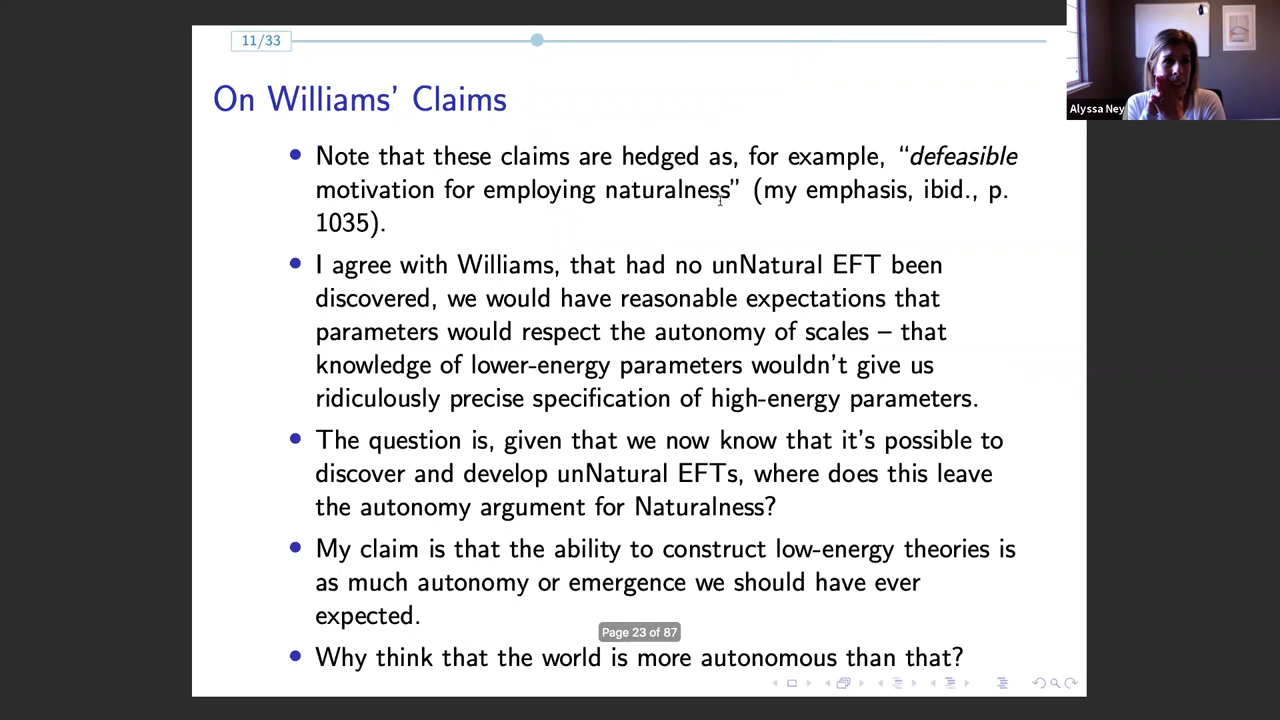 11/33
On Williams' Claims
Note that these claims are hedged as, for example, “defeasible
motivation for employing naturalness” (my emphasis, ibid., p.
1035).
I agree with Williams, that had no unNatural EFT been
discovered, we would have reasonable expectations that
parameters would respect the autonomy of scales – that
knowledge of lower-energy parameters wouldn't give us
ridiculously precise specification of high-energy parameters.
The question is, given that we now know that it's possible to
discover and develop unNatural EFTs, where does this leave
the autonomy argument for Naturalness?
My claim is that the ability to construct low-energy theories is
as much autonomy or emergence we should have ever
expected.
Page 23 of 87
Why think that the world is more autonomous than that?
Alyssa Ney